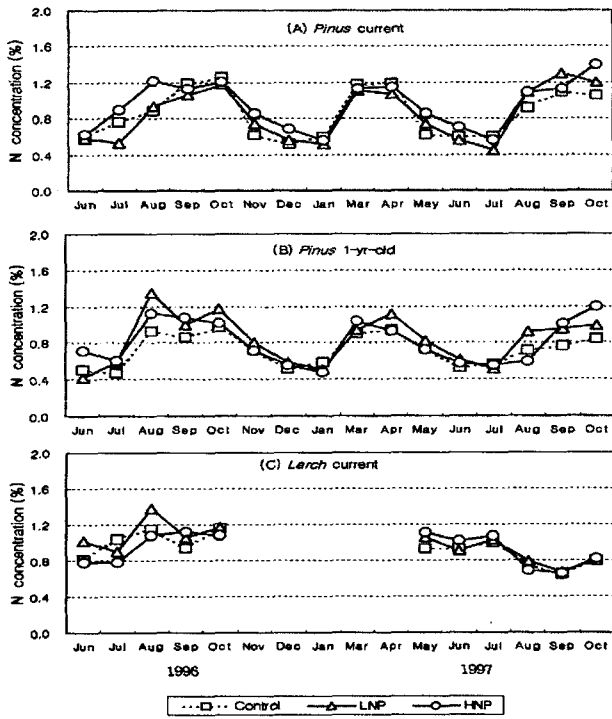 (A) Pinus current
N concentration (%)
2.0
1.6
1.2
0.8
0.4
0.0
Jun Jul Aug Sep Oct Nov Dec Jan Mar Apr May Jun Jul Aug Sep Oct
(B) Pinus 1-yr-old
N concentration (%)
2.0
1.6
1.2
0.8
0.4
0.0
Jun Jul Aug Sep Oct Nov Dec Jan Mar Apr May Jun Jul Aug Sep Oct
(C) Larch current
N concentration (%)
2.0
1.6
1.2
0.8
0.4
0.0
Jun Jul Aug Sep Oct Nov Dec Jan Mar Apr May Jun Jul Aug Sep Oct
1996 1997
Control LNP HNP